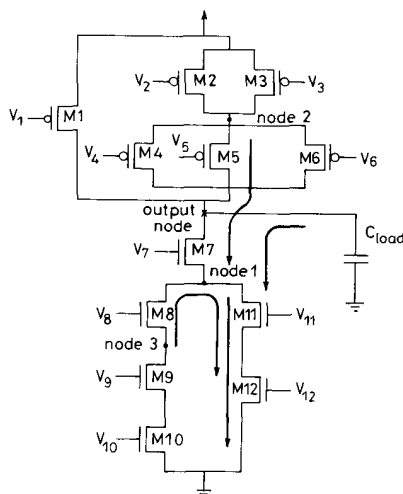 V2 M2 M3 V3
V1 M1
node 2
V5
V4 M4 M5 M6 V6
output
node
Cload
M7
V7
node 1
V8 M8 M11 V11
node 3
V9 M9 M12 V12
V10 M10